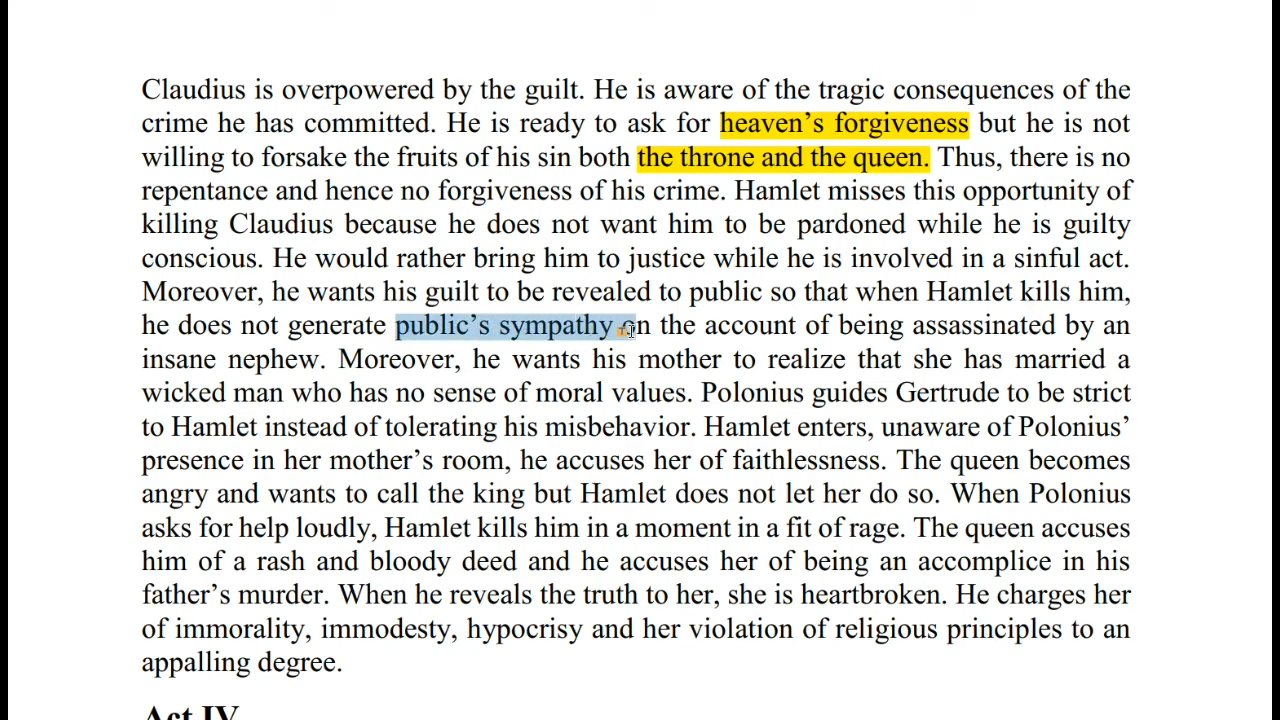 Claudius is overpowered by the guilt. He is aware of the tragic consequences of the
crime he has committed. He is ready to ask for heaven’s forgiveness but he is not
willing to forsake the fruits of his sin both the throne and the queen. Thus, there is no
repentance and hence no forgiveness of his crime. Hamlet misses this opportunity of
killing Claudius because he does not want him to be pardoned while he is guilty
conscious. He would rather bring him to justice while he is involved in a sinful act.
Moreover, he wants his guilt to be revealed to public so that when Hamlet kills him,
he does not generate public’s sympathy on the account of being assassinated by an
insane nephew. Moreover, he wants his mother to realize that she has married a
wicked man who has no sense of moral values. Polonius guides Gertrude to be strict
to Hamlet instead of tolerating his misbehavior. Hamlet enters, unaware of Polonius’
presence in her mother’s room, he accuses her of faithlessness. The queen becomes
angry and wants to call the king but Hamlet does not let her do so. When Polonius
asks for help loudly, Hamlet kills him in a moment in a fit of rage. The queen accuses
him of a rash and bloody deed and he accuses her of being an accomplice in his
father’s murder. When he reveals the truth to her, she is heartbroken. He charges her
of immorality, immodesty, hypocrisy and her violation of religious principles to an
appalling degree.
Act IV